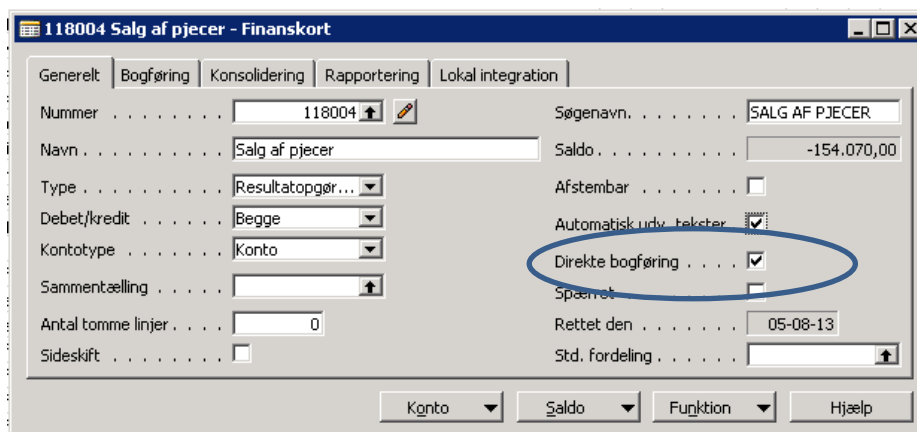 118004 Salg af pjecer - Finanskort
Generelt Bogføring Konsolidering Rapportering Lokal integration
Nummer . . . . . . . . 118004 Søgenavn. . . . . . . . SALG AF PJECER
Navn . . . . . . . . . . Salg af pjecer Saldo . . . . . . . . . . -154.070,00
Type . . . . . . . . . . Resultatopgør... Afstembar . . . . . . .
Debet/kredit . . . . . . Begge Automatisk udv. tekster
Kontotype . . . . . . . Konto Direkte bogføring . . . .
Sammentælling . . . . . Spærret . . . . . . . .
Antal tomme linjer . . . . 0 Rettet den . . . . . . . 05-08-13
Sideskift . . . . . . . . Std. fordeling . . . . . .
Konto Saldo Funktion Hjælp